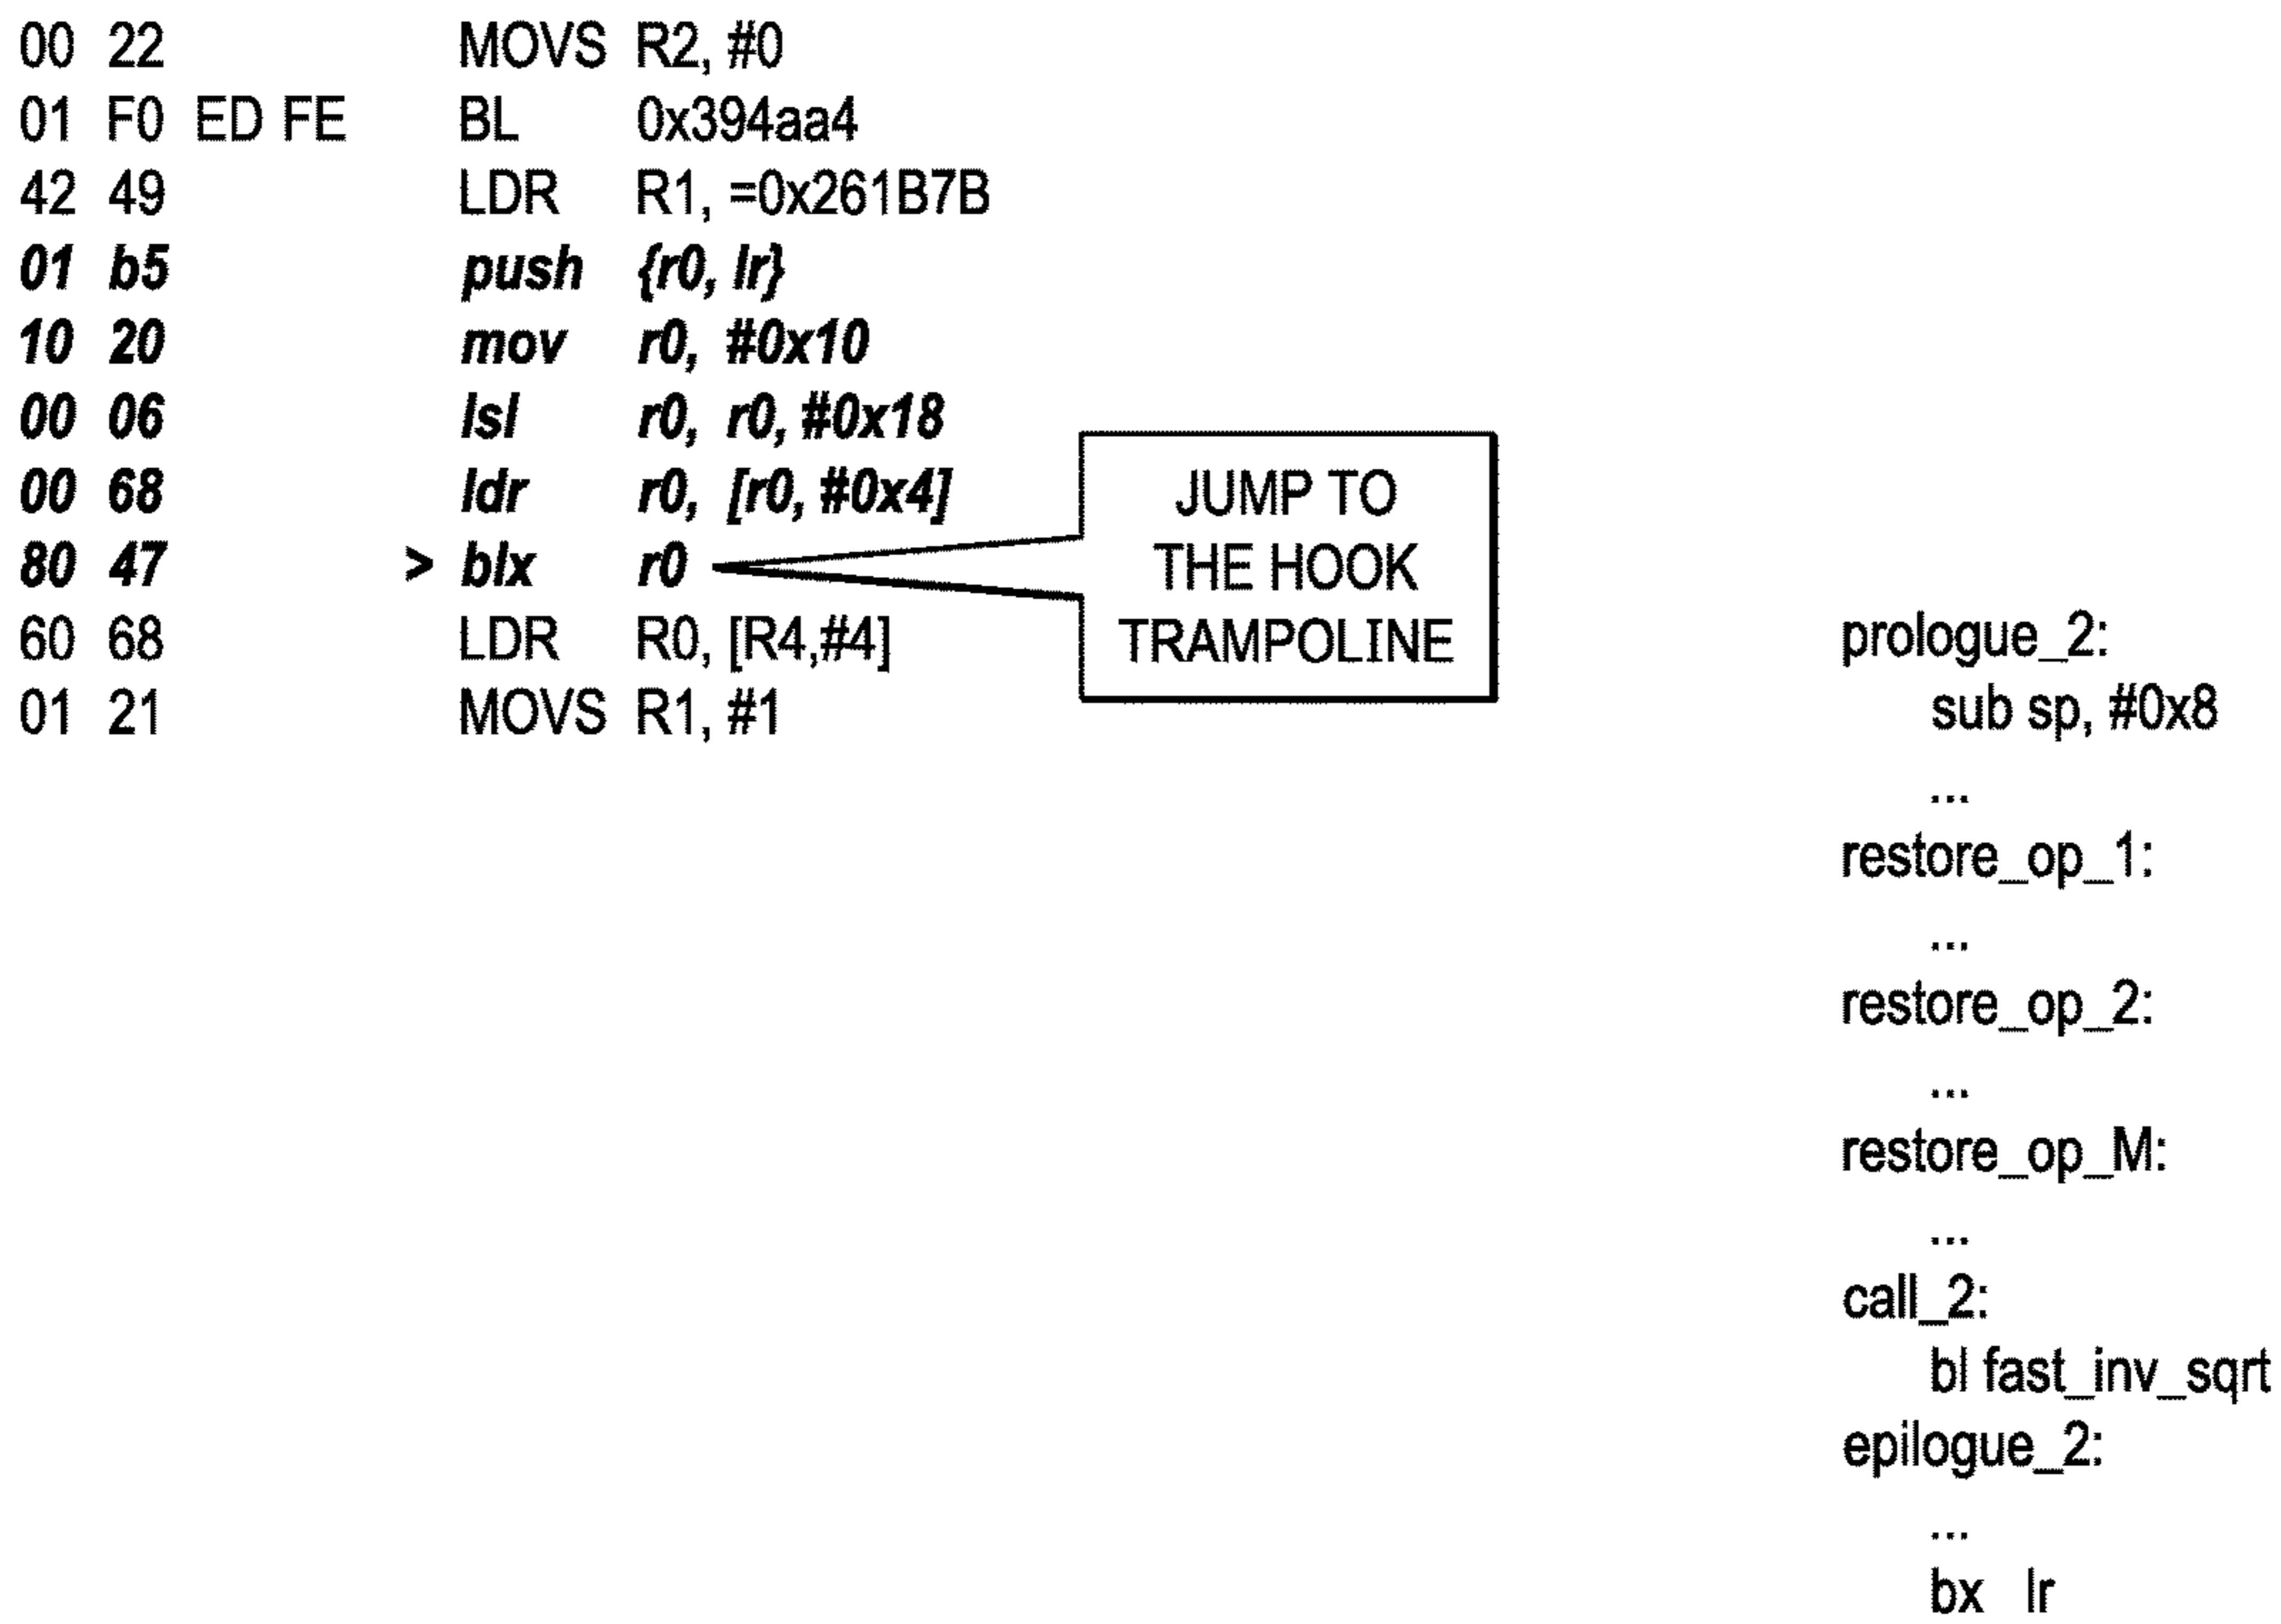 00 22 MOVS R2, #0
01 F0 ED FE BL 0x394aa4
42 49 LDR R1, =0x261B7B
01 b5 push {r0, lr}
10 20 mov r0, #0x10
00 06 lsl r0, r0, #0x18
00 68 ldr r0, [r0, #0x4]
80 47 > blx r0
60 68 LDR R0, [R4,#4]
01 21 MOVS R1, #1
JUMP TO
THE HOOK
TRAMPOLINE
prologue_2:
sub sp, #0x8
...
restore_op_1:
...
restore_op_2:
...
restore_op_M:
...
call_2:
bl fast_inv_sqrt
epilogue_2:
...
bx lr